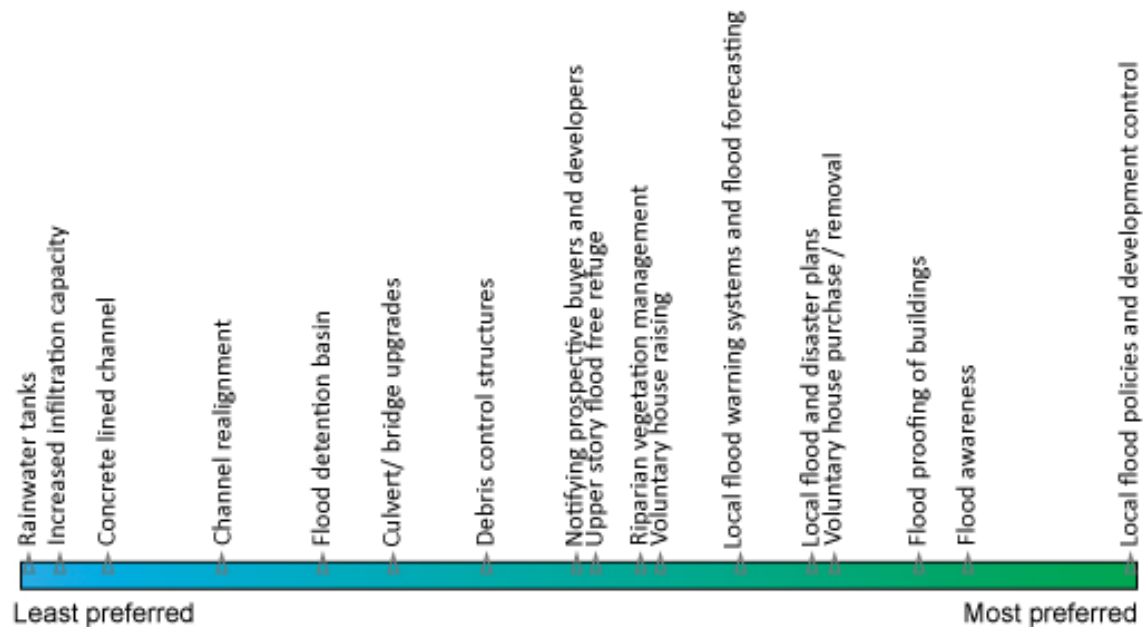 Rainwater tanks
Increased infiltration capacity
Concrete lined channel
Channel realignment
Flood detention basin
Culvert/ bridge upgrades
Debris control structures
Notifying prospective buyers and developers
Upper story flood free refuge
Riparian vegetation management
Voluntary house raising
Local flood warning systems and flood forecasting
Local flood and disaster plans
Voluntary house purchase / removal
Flood proofing of buildings
Flood awareness
Local flood policies and development control
Least preferred
Most preferred